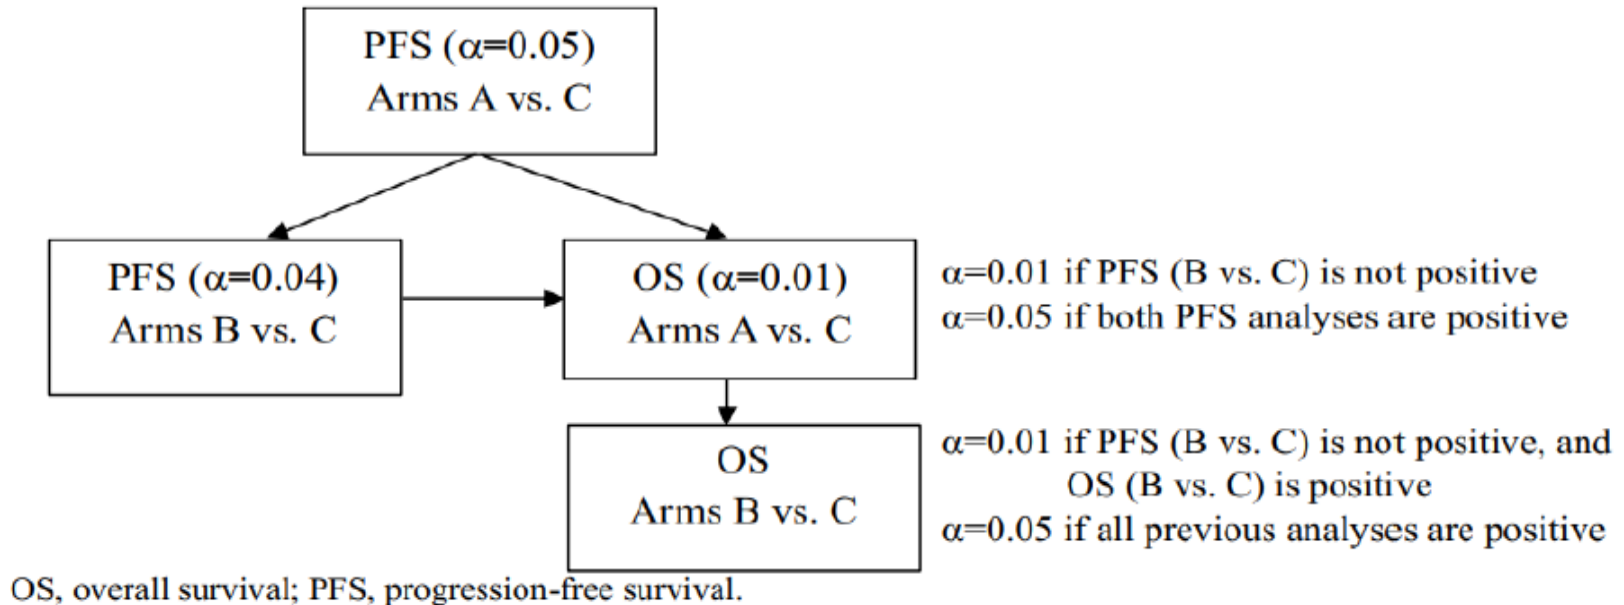 PFS (α=0.05)
Arms A vs. C
PFS (α=0.04)
Arms B vs. C
OS (α=0.01)
Arms A vs. C
α=0.01 if PFS (B vs. C) is not positive
α=0.05 if both PFS analyses are positive
OS
Arms B vs. C
α=0.01 if PFS (B vs. C) is not positive, and
OS (B vs. C) is positive
α=0.05 if all previous analyses are positive
OS, overall survival; PFS, progression-free survival.